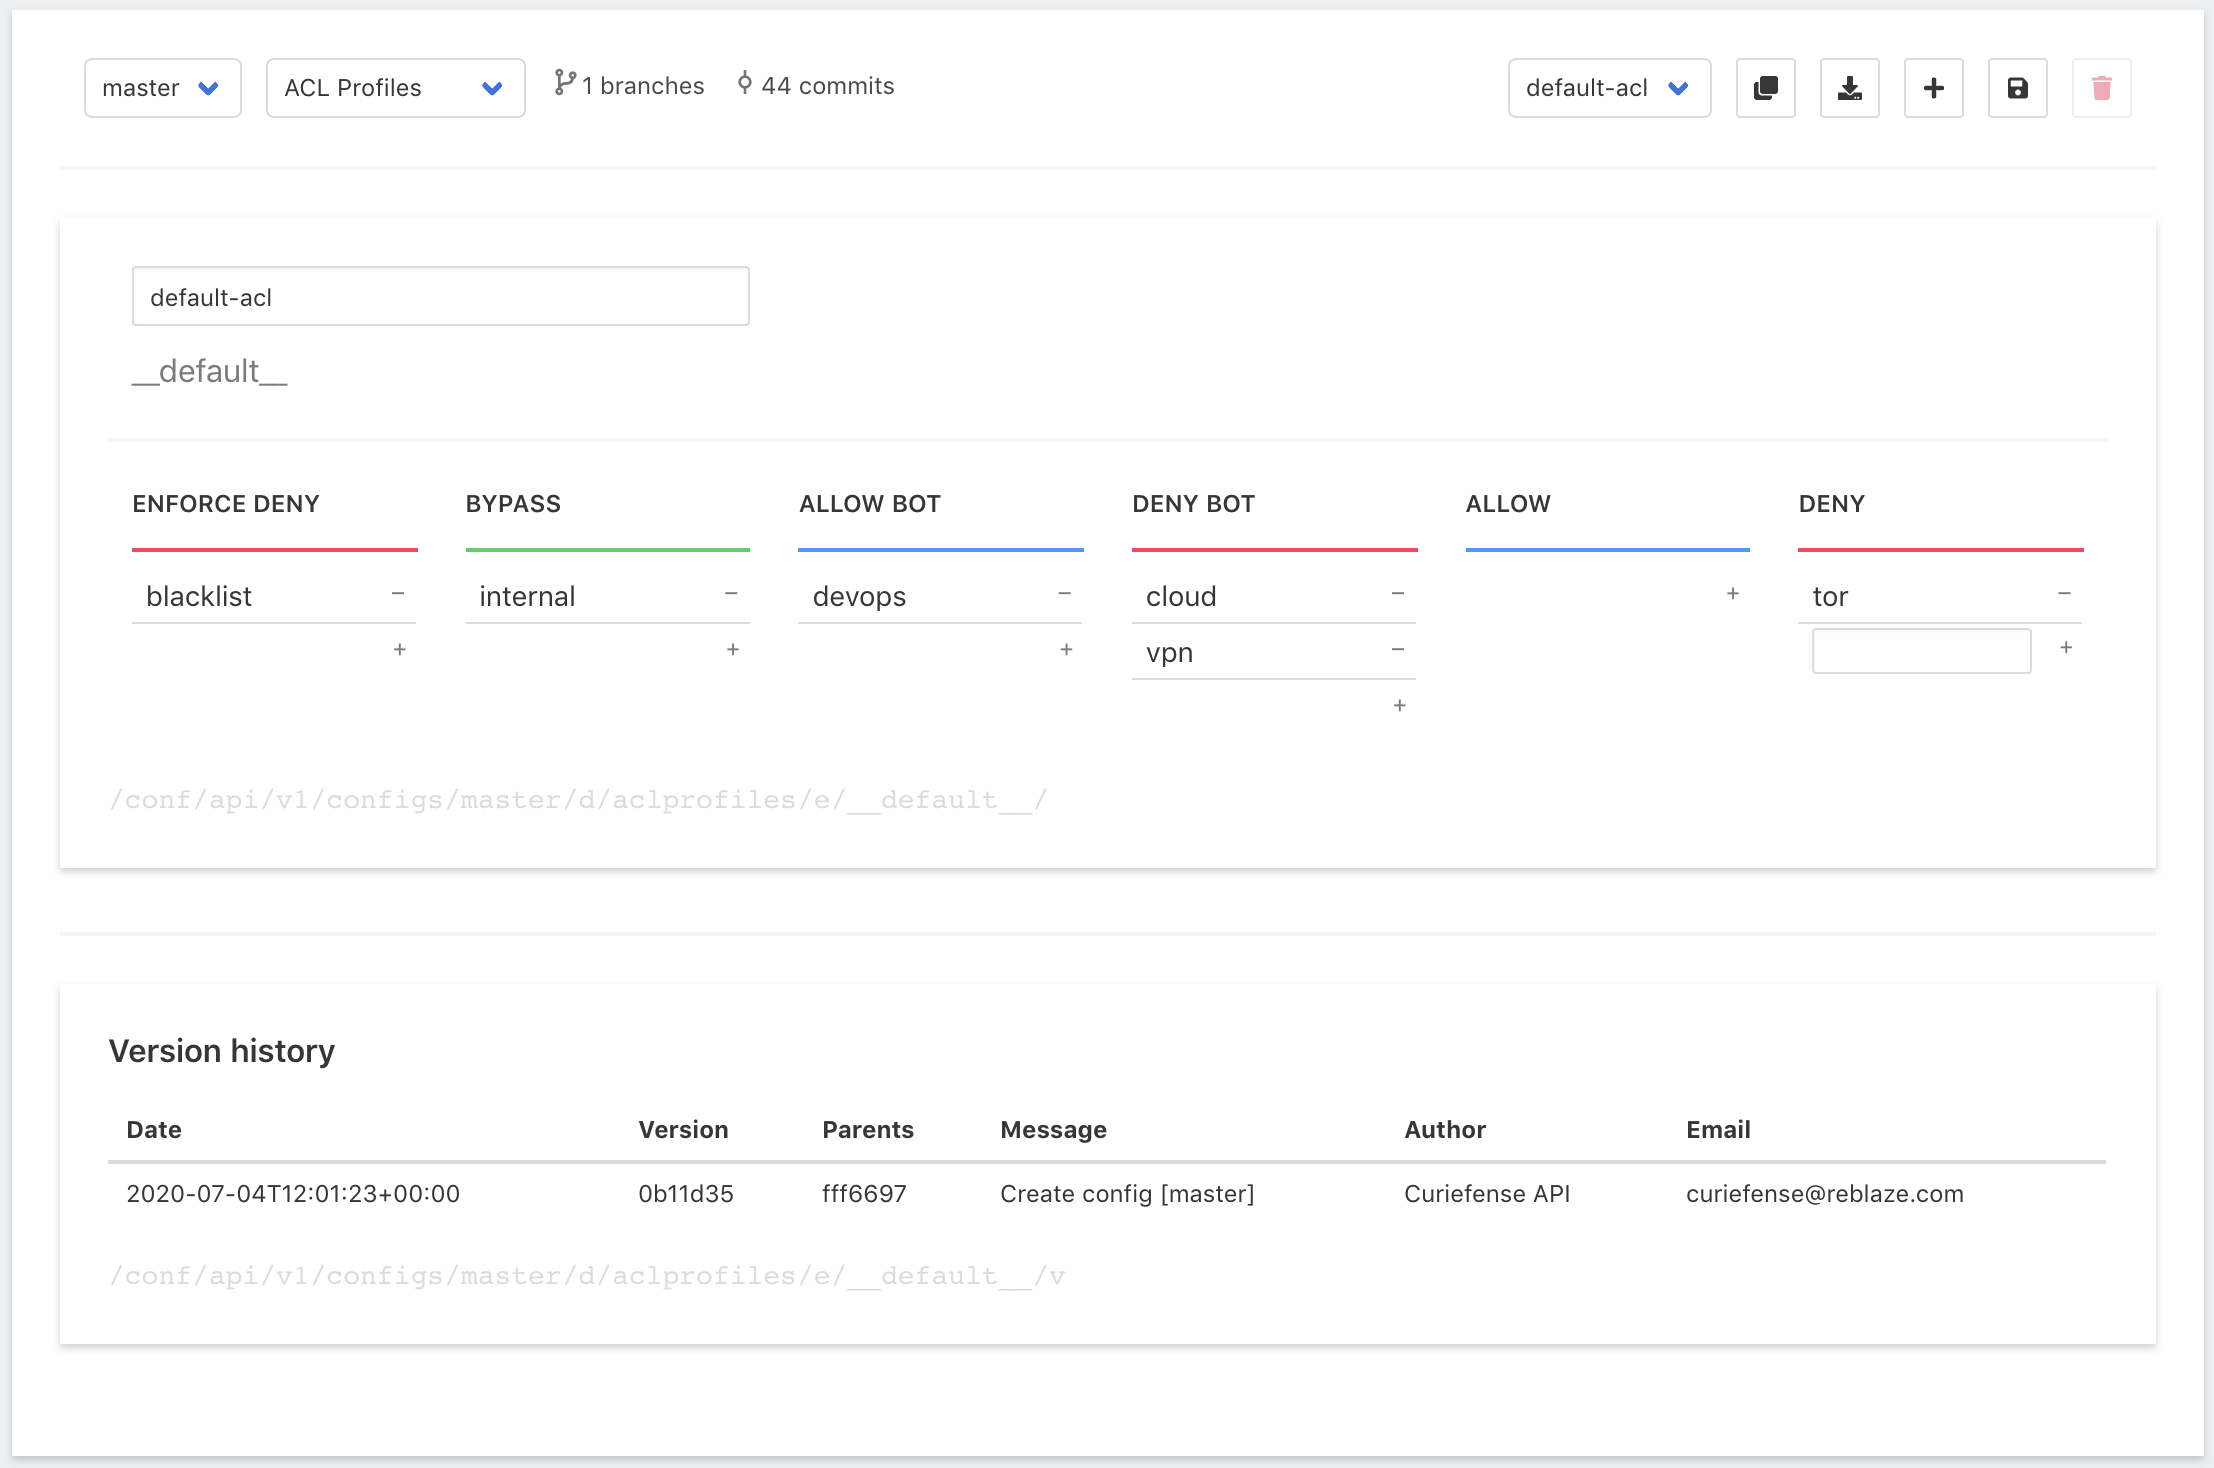 master ACL Profiles 1 branches 44 commits default-acl
default-acl
__default__
ENFORCE DENY BYPASS ALLOW BOT DENY BOT ALLOW DENY
blacklist − internal − devops − cloud − + tor −
+ + + vpn − +
+
/conf/api/v1/configs/master/d/aclprofiles/e/__default__/
Version history
Date Version Parents Message Author Email
2020-07-04T12:01:23+00:00 0b11d35 fff6697 Create config [master] Curiefense API curiefense@reblaze.com
/conf/api/v1/configs/master/d/aclprofiles/e/__default__/v